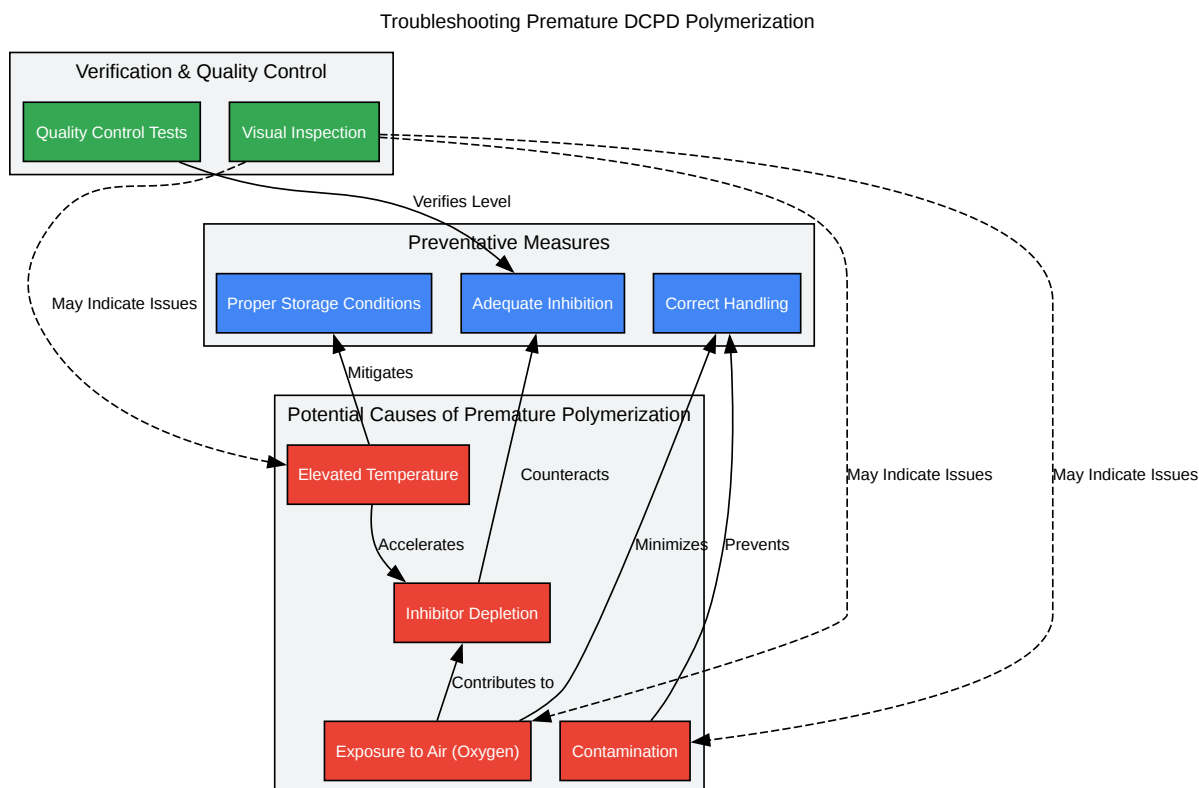 Troubleshooting Premature DCPD Polymerization
Verification & Quality Control
Quality Control Tests
Visual Inspection
Verifies Level
Preventative Measures
Proper Storage Conditions
Adequate Inhibition
Correct Handling
May Indicate Issues
Mitigates
Potential Causes of Premature Polymerization
Elevated Temperature
Counteracts
May Indicate Issues
May Indicate Issues
Accelerates
Minimizes
Prevents
Inhibitor Depletion
Contributes to
Exposure to Air (Oxygen)
Contamination